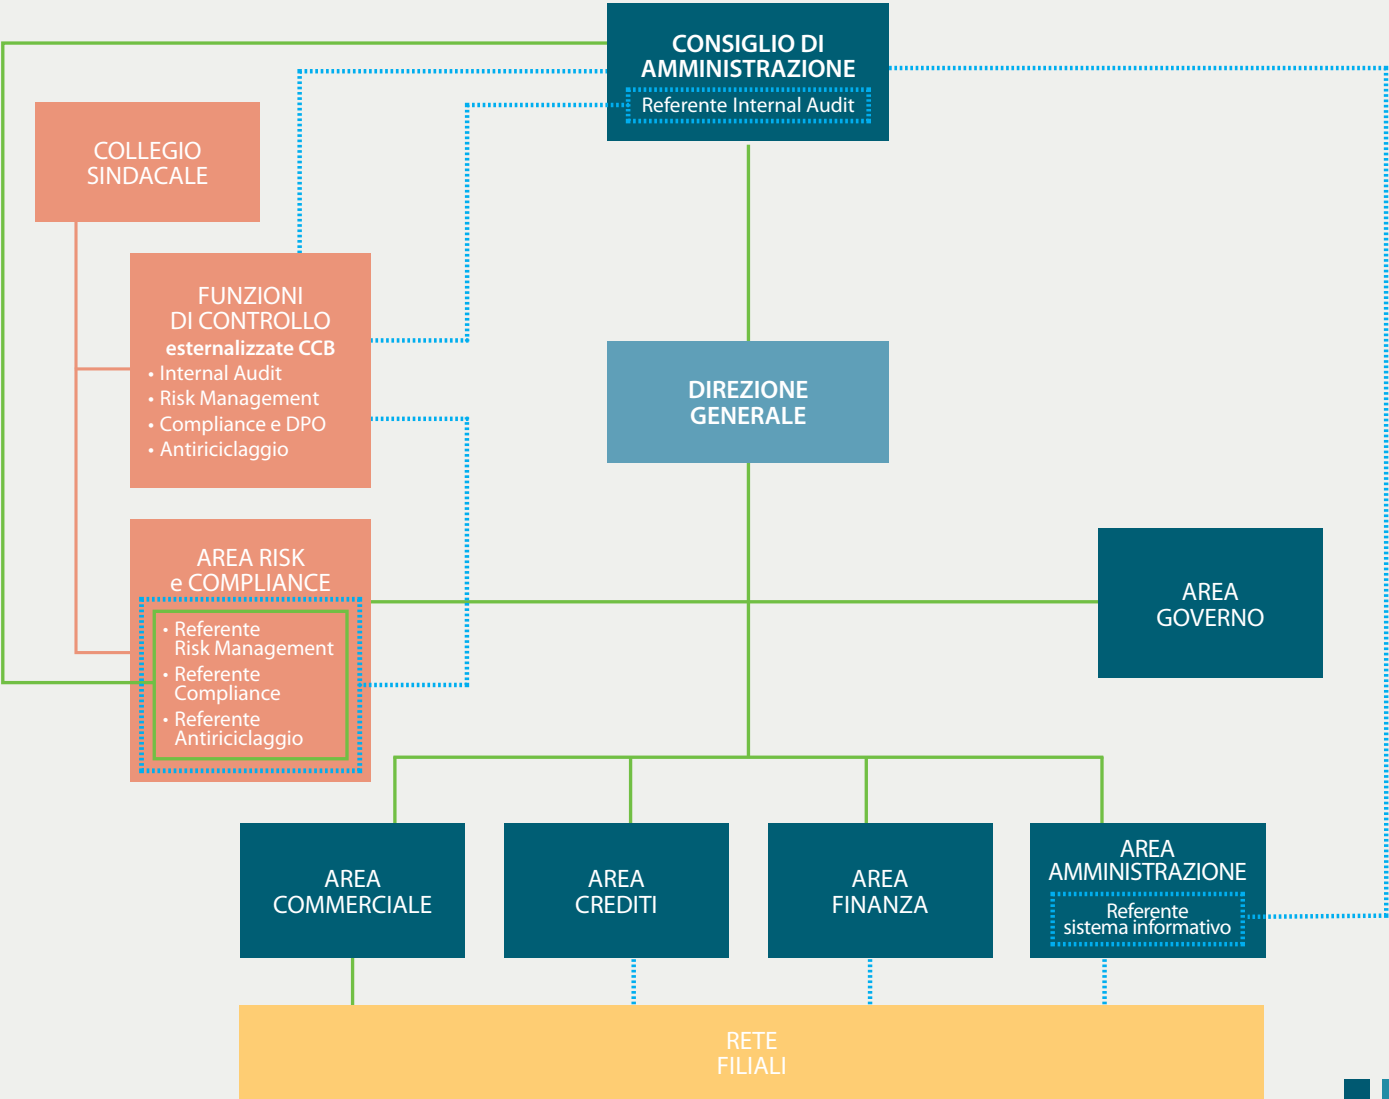 CONSIGLIO DI
AMMINISTRAZIONE
Referente Internal Audit
COLLEGIO
SINDACALE
FUNZIONI
DI CONTROLLO
esternalizzate CCB
• Internal Audit
• Risk Management
• Compliance e DPO
• Antiriciclaggio
DIREZIONE
GENERALE
AREA RISK
e COMPLIANCE
• Referente
Risk Management
• Referente
Compliance
• Referente
Antiriciclaggio
AREA
GOVERNO
AREA
COMMERCIALE
AREA
CREDITI
AREA
FINANZA
AREA
AMMINISTRAZIONE
Referente
sistema informativo
RETE
FILIALI